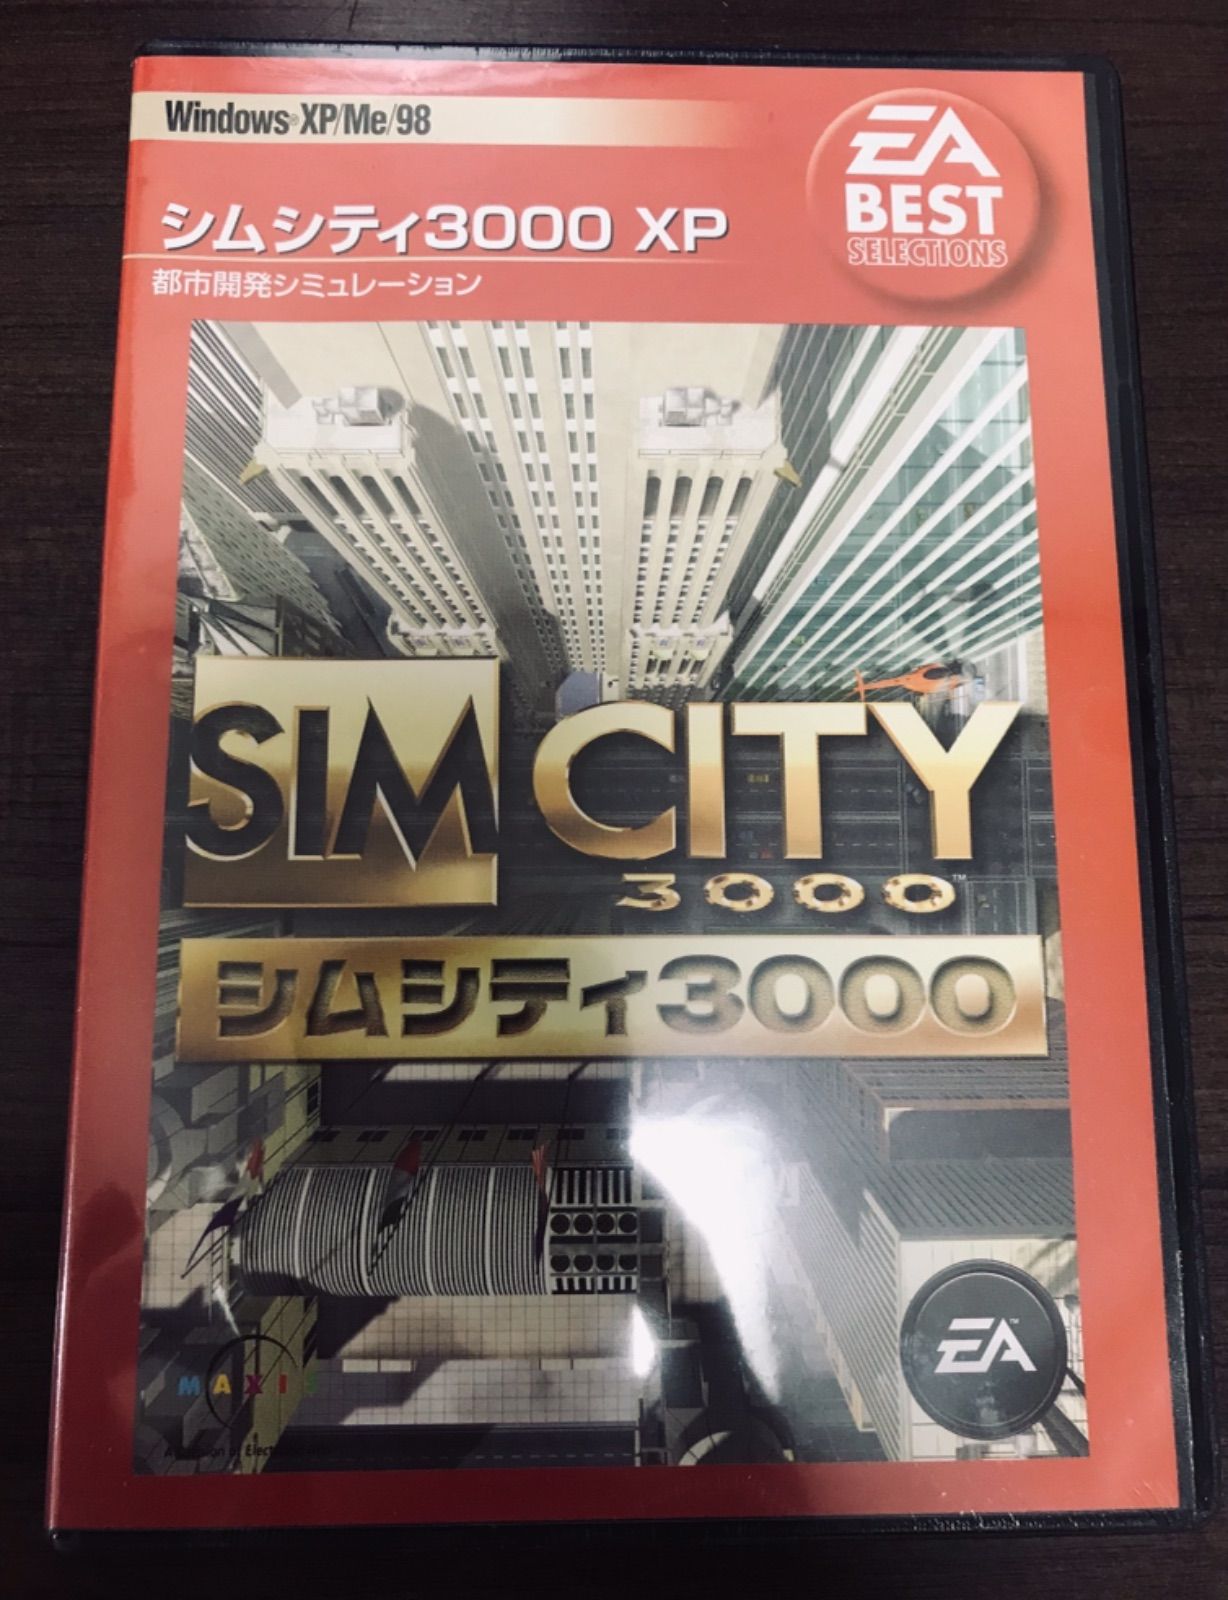 Windows® XP/Me/98
EA
BEST
SELECTIONS
シムシティ3000 XP
都市開発シミュレーション
SIM CITY
3000™
シムシティ3000
EA™
MAXIS